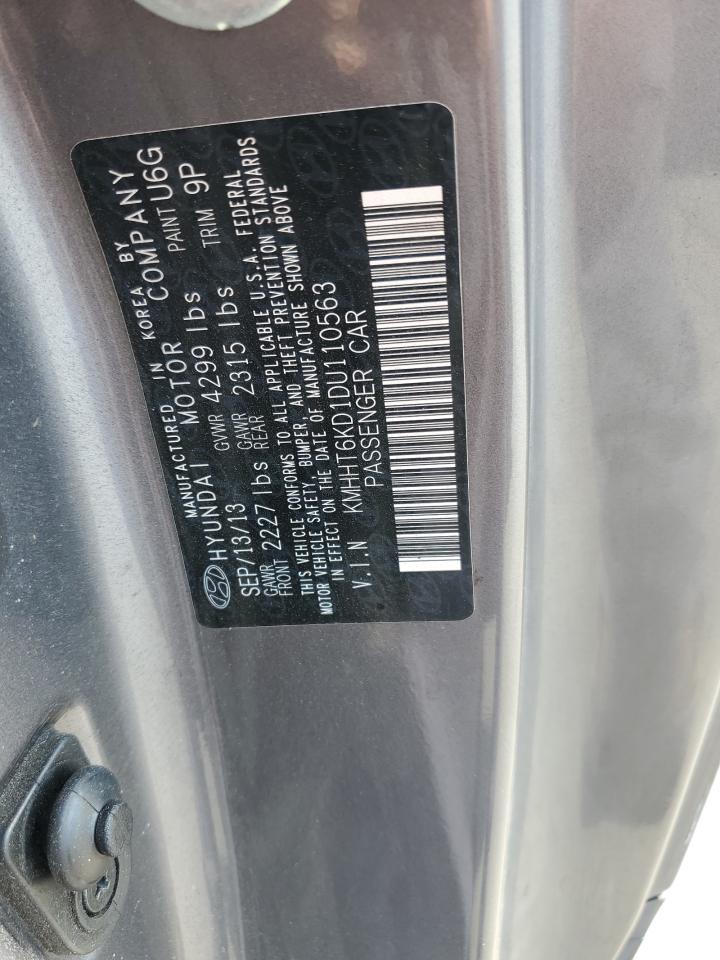 MANUFACTURED IN KOREA BY
HYUNDAI MOTOR COMPANY
SEP/13/13 GVWR 4299 lbs PAINT U6G
GAWR FRONT 2227 lbs GAWR REAR 2315 lbs TRIM 9P
THIS VEHICLE CONFORMS TO ALL APPLICABLE U.S.A. FEDERAL
MOTOR VEHICLE SAFETY, BUMPER, AND THEFT PREVENTION STANDARDS
IN EFFECT ON THE DATE OF MANUFACTURE SHOWN ABOVE
V.I.N KMHHT6KD1DU110563
PASSENGER CAR